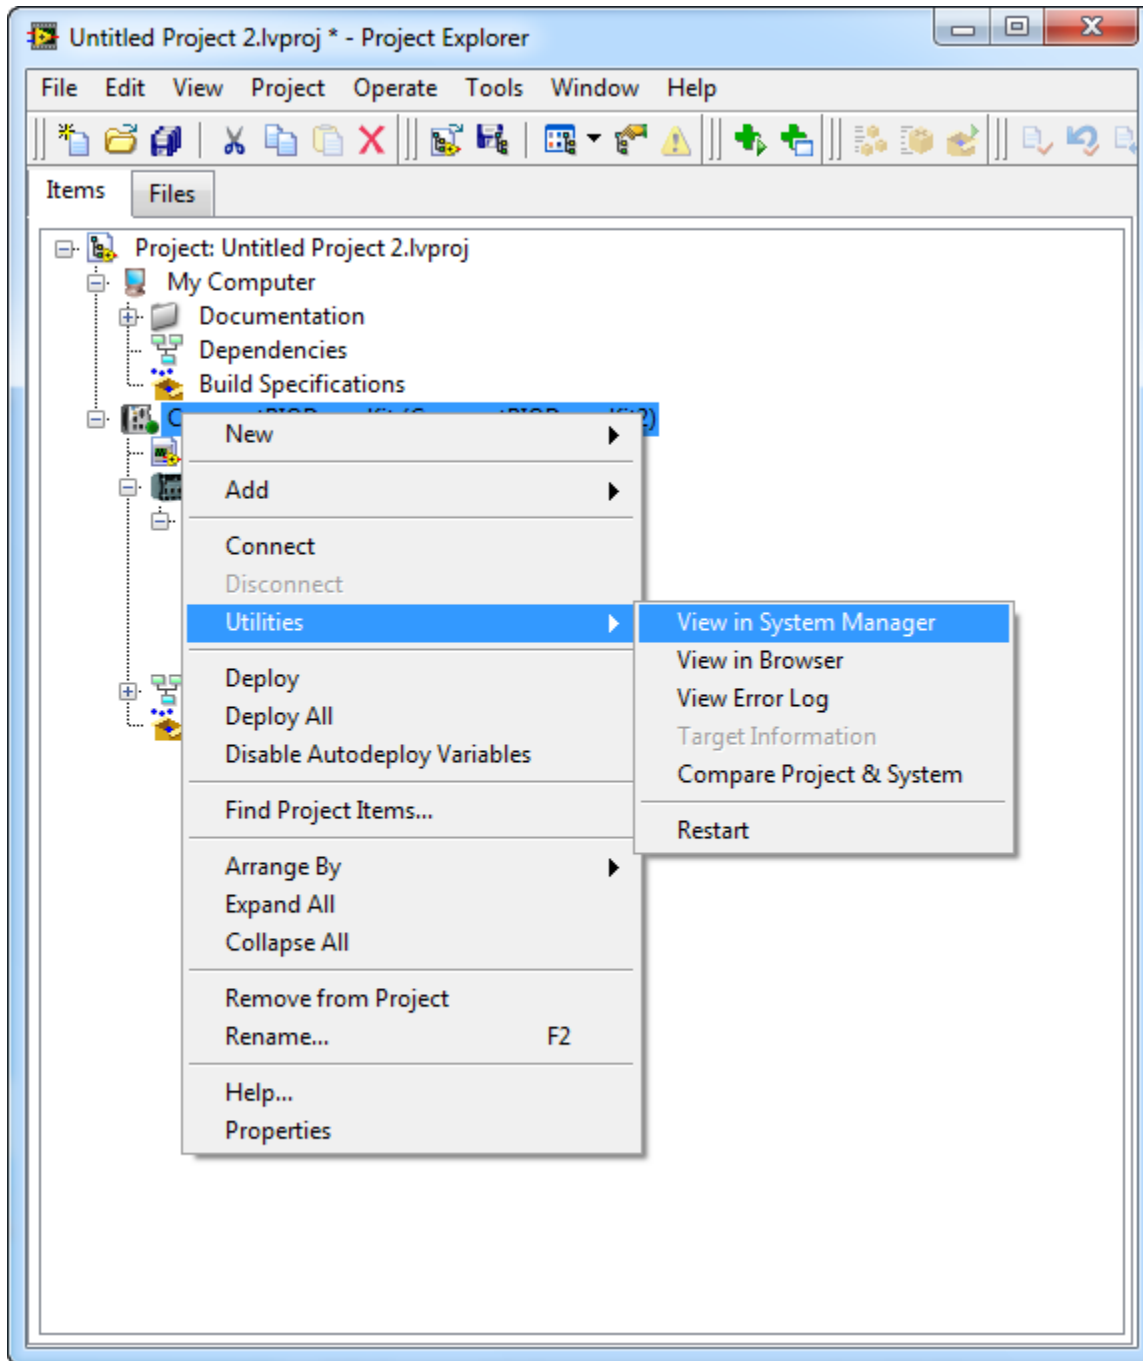 Untitled Project 2.lvproj * - Project Explorer
File Edit View Project Operate Tools Window Help
Items Files
Project: Untitled Project 2.lvproj
My Computer
Documentation
Dependencies
Build Specifications
New
Add
Connect
Disconnect
Utilities
View in System Manager
View in Browser
View Error Log
Target Information
Compare Project & System
Restart
Deploy
Deploy All
Disable Autodeploy Variables
Find Project Items...
Arrange By
Expand All
Collapse All
Remove from Project
Rename... F2
Help...
Properties